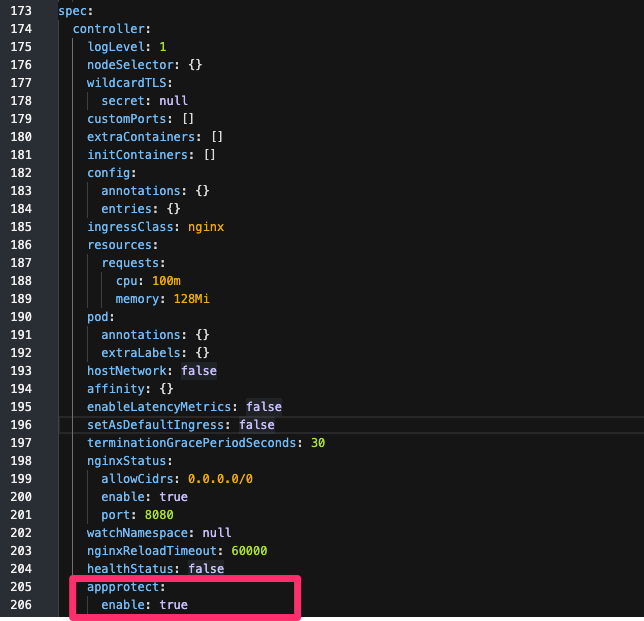 173 spec:
174   controller:
175     logLevel: 1
176     nodeSelector: {}
177     wildcardTLS:
178       secret: null
179     customPorts: []
180     extraContainers: []
181     initContainers: []
182     config:
183       annotations: {}
184       entries: {}
185     ingressClass: nginx
186     resources:
187       requests:
188         cpu: 100m
189         memory: 128Mi
190     pod:
191       annotations: {}
192       extraLabels: {}
193     hostNetwork: false
194     affinity: {}
195     enableLatencyMetrics: false
196     setAsDefaultIngress: false
197     terminationGracePeriodSeconds: 30
198     nginxStatus:
199       allowCidrs: 0.0.0.0/0
200       enable: true
201       port: 8080
202     watchNamespace: null
203     nginxReloadTimeout: 60000
204     healthStatus: false
205     appprotect:
206       enable: true